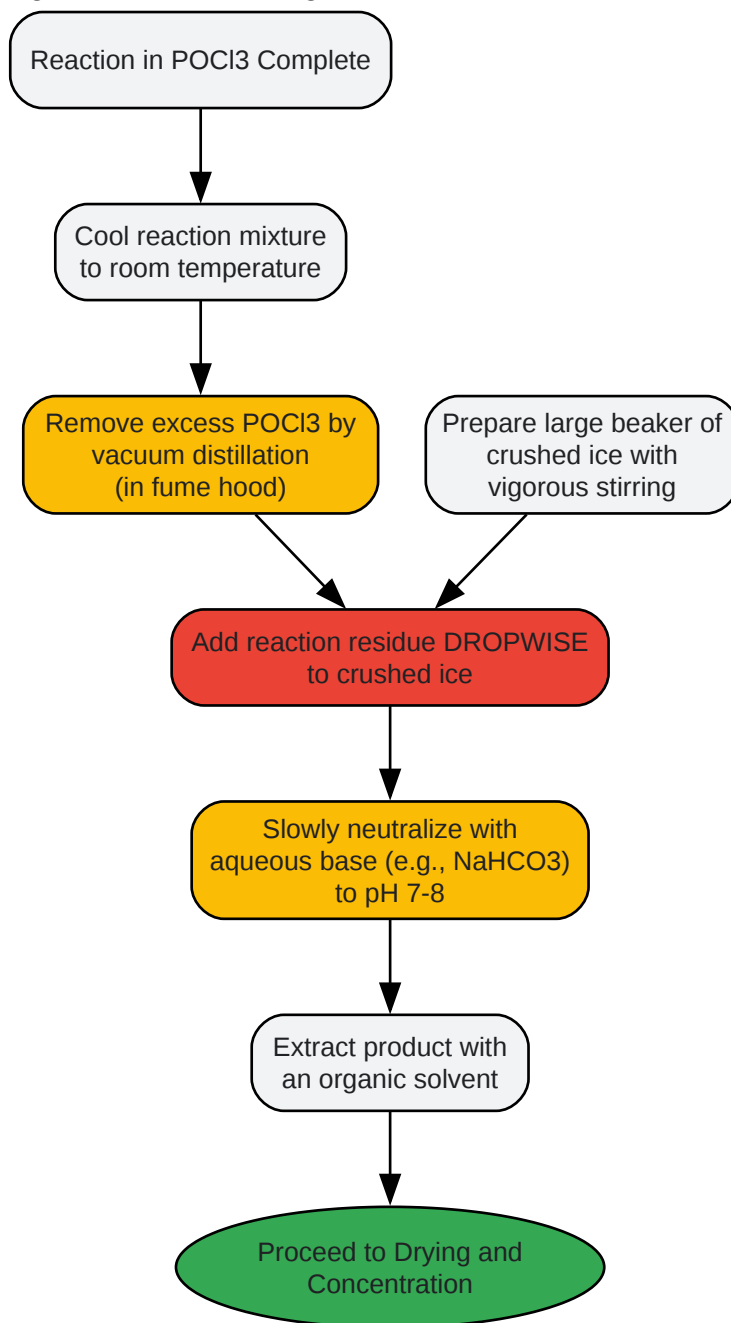 Reaction in POCl3 Complete
Cool reaction mixture
to room temperature
Remove excess POCl3 by
vacuum distillation
(in fume hood)
Prepare large beaker of
crushed ice with
vigorous stirring
Add reaction residue DROPWISE
to crushed ice
Slowly neutralize with
aqueous base (e.g., NaHCO3)
to pH 7-8
Extract product with
an organic solvent
Proceed to Drying and
Concentration